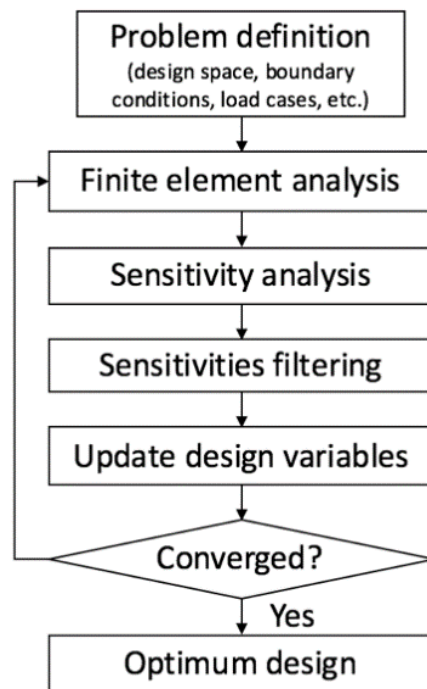 Problem definition
(design space, boundary
conditions, load cases, etc.)
Finite element analysis
Sensitivity analysis
Sensitivities filtering
Update design variables
Converged?
Yes
Optimum design